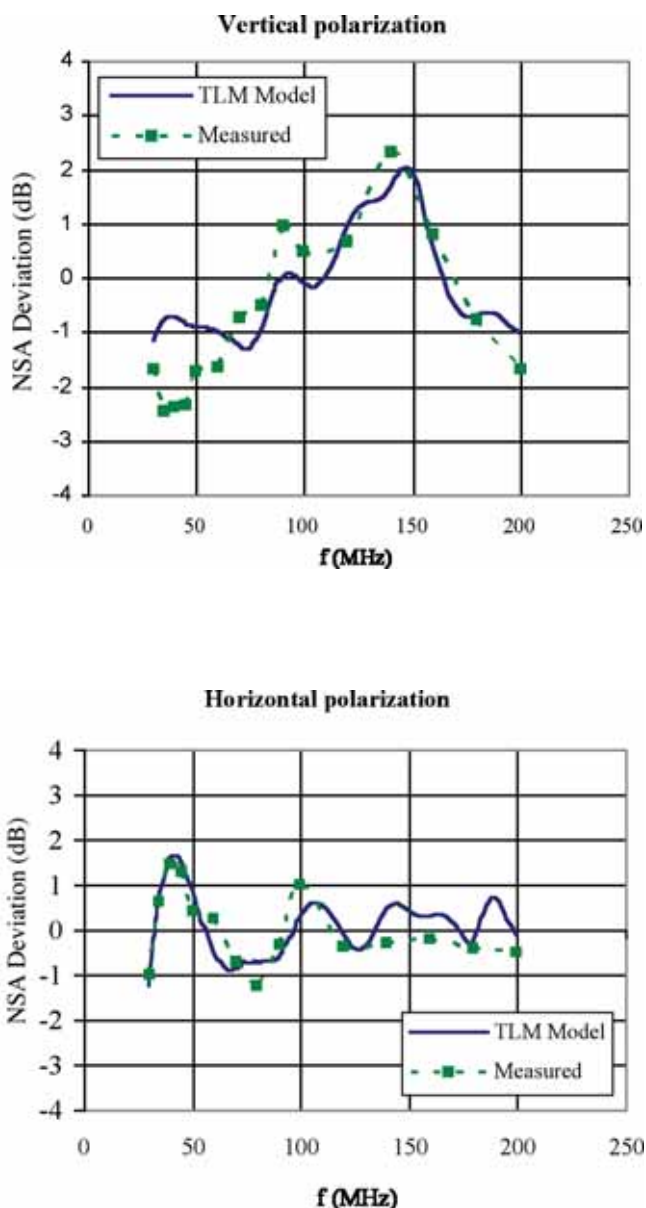 Vertical polarization
4
3
2
1
0
-1
-2
-3
-4
NSA Deviation (dB)
TLM Model
Measured
0 50 100 150 200 250
f (MHz)
Horizontal polarization
4
3
2
1
0
-1
-2
-3
-4
NSA Deviation (dB)
TLM Model
Measured
0 50 100 150 200 250
f (MHz)